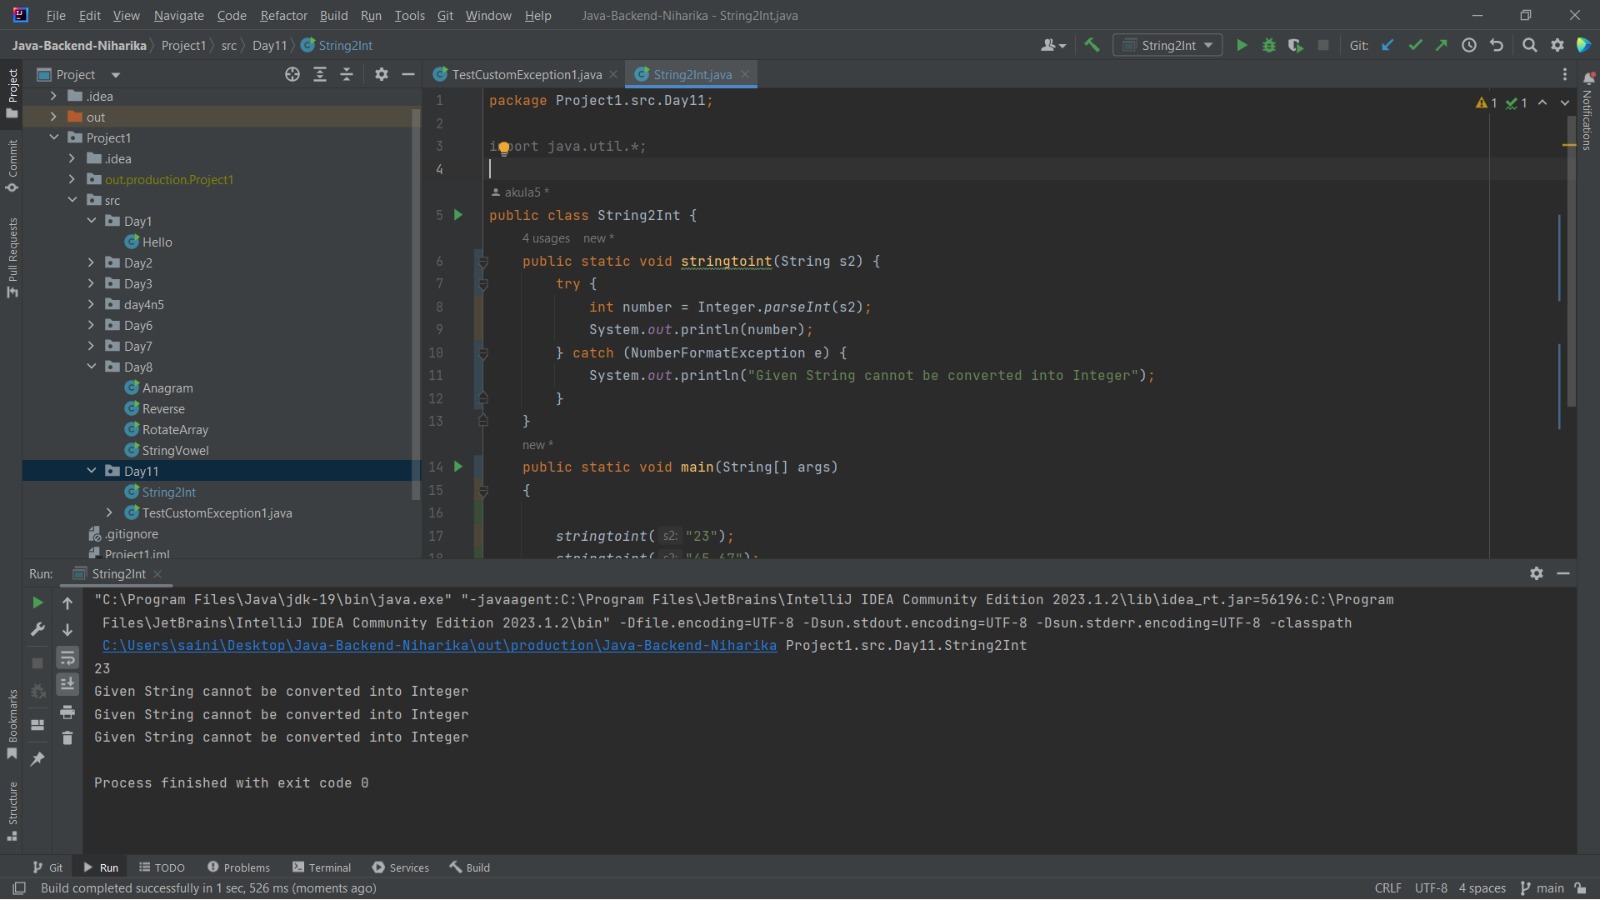 File Edit View Navigate Code Refactor Build Run Tools Git Window Help Java-Backend-Niharika - String2Int.java
Java-Backend-Niharika Project1 src Day11 String2Int
String2Int
Git:
Project
TestCustomException1.java
String2Int.java
Project
Commit
Pull Requests
Bookmarks
Structure
Notifications
.idea
out
Project1
.idea
out.production.Project1
src
Day1
Hello
Day2
Day3
day4n5
Day6
Day7
Day8
Anagram
Reverse
RotateArray
StringVowel
Day11
String2Int
TestCustomException1.java
.gitignore
Project1.iml
1 1
1 package Project1.src.Day11;
2
3 import java.util.*;
4
akula5 *
5 public class String2Int {
4 usages new *
6 public static void stringtoint(String s2) {
7 try {
8 int number = Integer.parseInt(s2);
9 System.out.println(number);
10 } catch (NumberFormatException e) {
11 System.out.println("Given String cannot be converted into Integer");
12 }
13 }
new *
14 public static void main(String[] args)
15 {
16
17 stringtoint( s2: "23");
18 stringtoint( s2: "45.67");
Run: String2Int
"C:\Program Files\Java\jdk-19\bin\java.exe" "-javaagent:C:\Program Files\JetBrains\IntelliJ IDEA Community Edition 2023.1.2\lib\idea_rt.jar=56196:C:\Program
Files\JetBrains\IntelliJ IDEA Community Edition 2023.1.2\bin" -Dfile.encoding=UTF-8 -Dsun.stdout.encoding=UTF-8 -Dsun.stderr.encoding=UTF-8 -classpath
C:\Users\saini\Desktop\Java-Backend-Niharika\out\production\Java-Backend-Niharika Project1.src.Day11.String2Int
23
Given String cannot be converted into Integer
Given String cannot be converted into Integer
Given String cannot be converted into Integer
Process finished with exit code 0
Git Run TODO Problems Terminal Services Build
Build completed successfully in 1 sec, 526 ms (moments ago)
CRLF UTF-8 4 spaces main